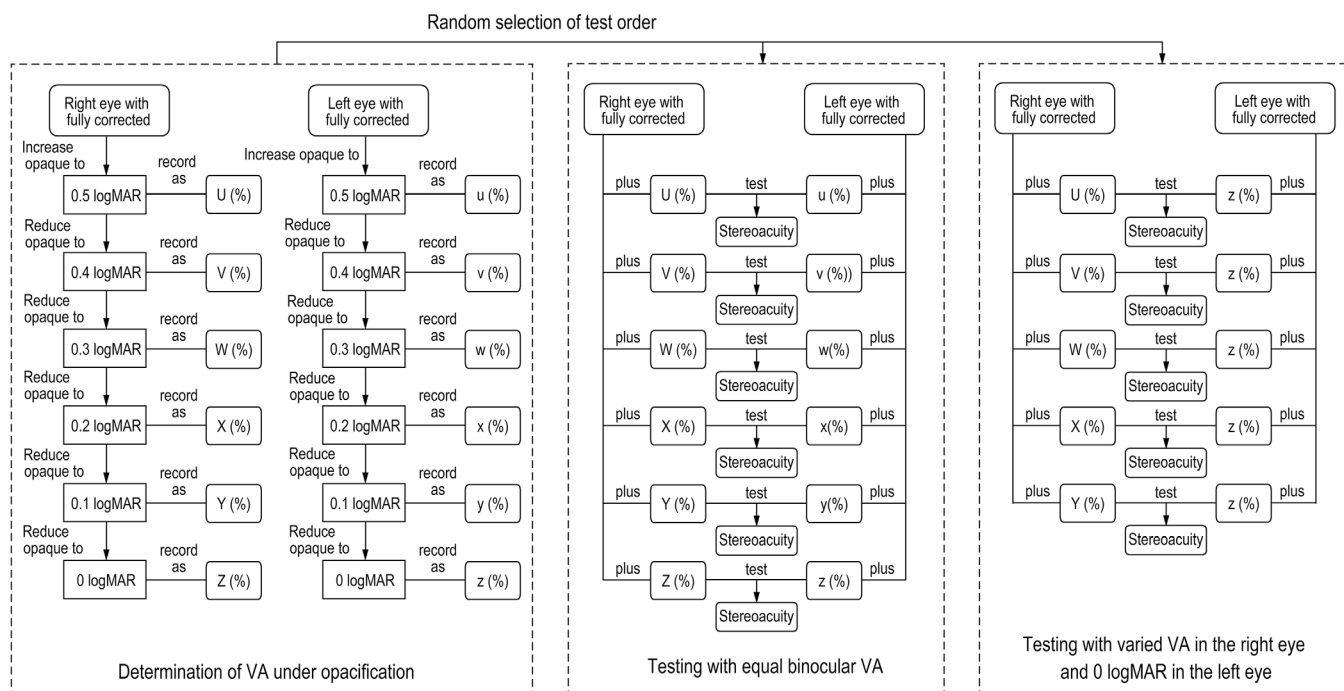 Random selection of test order
Right eye with
fully corrected
Left eye with
fully corrected
Increase
opaque to
record
as
Increase opaque to
record
as
0.5 logMAR
U (%)
0.5 logMAR
u (%)
Reduce
opaque to
record
as
Reduce
opaque to
record
as
0.4 logMAR
V (%)
0.4 logMAR
v (%)
Reduce
opaque to
record
as
Reduce
opaque to
record
as
0.3 logMAR
W (%)
0.3 logMAR
w (%)
Reduce
opaque to
record
as
Reduce
opaque to
record
as
0.2 logMAR
X (%)
0.2 logMAR
x (%)
Reduce
opaque to
record
as
Reduce
opaque to
record
as
0.1 logMAR
Y (%)
0.1 logMAR
y (%)
Reduce
opaque to
record
as
Reduce
opaque to
record
as
0 logMAR
Z (%)
0 logMAR
z (%)
Determination of VA under opacification
Right eye with
fully corrected
Left eye with
fully corrected
plus
U (%)
test
u (%)
plus
Stereoacuity
plus
V (%)
test
v (%))
plus
Stereoacuity
plus
W (%)
test
w(%)
plus
Stereoacuity
plus
X (%)
test
x(%)
plus
Stereoacuity
plus
Y (%)
test
y(%)
plus
Stereoacuity
plus
Z (%)
test
z (%)
plus
Stereoacuity
Testing with equal binocular VA
Right eye with
fully corrected
Left eye with
fully corrected
plus
U (%)
test
z (%)
plus
Stereoacuity
plus
V (%)
test
z (%)
plus
Stereoacuity
plus
W (%)
test
z (%)
plus
Stereoacuity
plus
X (%)
test
z (%)
plus
Stereoacuity
plus
Y (%)
test
z (%)
plus
Stereoacuity
Testing with varied VA in the right eye
and 0 logMAR in the left eye